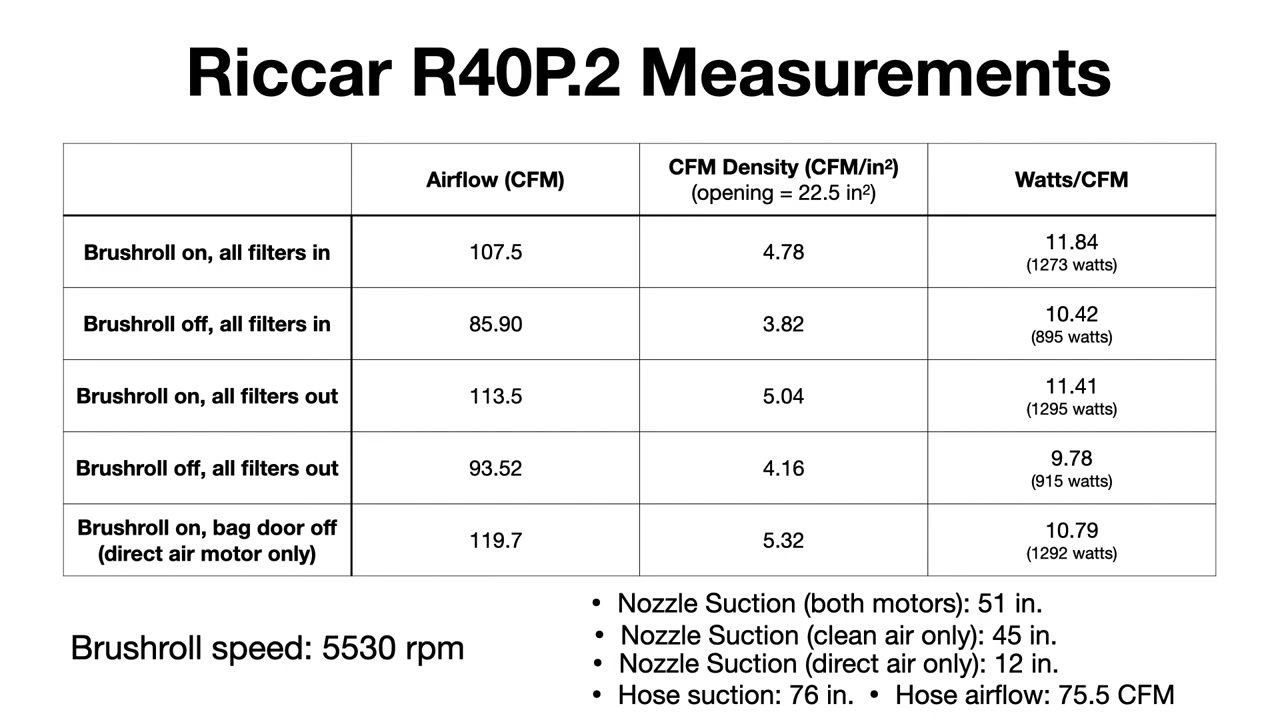 Riccar R40P.2 Measurements
Airflow (CFM)
CFM Density (CFM/in²)
(opening = 22.5 in²)
Watts/CFM
Brushroll on, all filters in
107.5
4.78
11.84
(1273 watts)
Brushroll off, all filters in
85.90
3.82
10.42
(895 watts)
Brushroll on, all filters out
113.5
5.04
11.41
(1295 watts)
Brushroll off, all filters out
93.52
4.16
9.78
(915 watts)
Brushroll on, bag door off
(direct air motor only)
119.7
5.32
10.79
(1292 watts)
Brushroll speed: 5530 rpm
• Nozzle Suction (both motors): 51 in.
• Nozzle Suction (clean air only): 45 in.
• Nozzle Suction (direct air only): 12 in.
• Hose suction: 76 in. • Hose airflow: 75.5 CFM